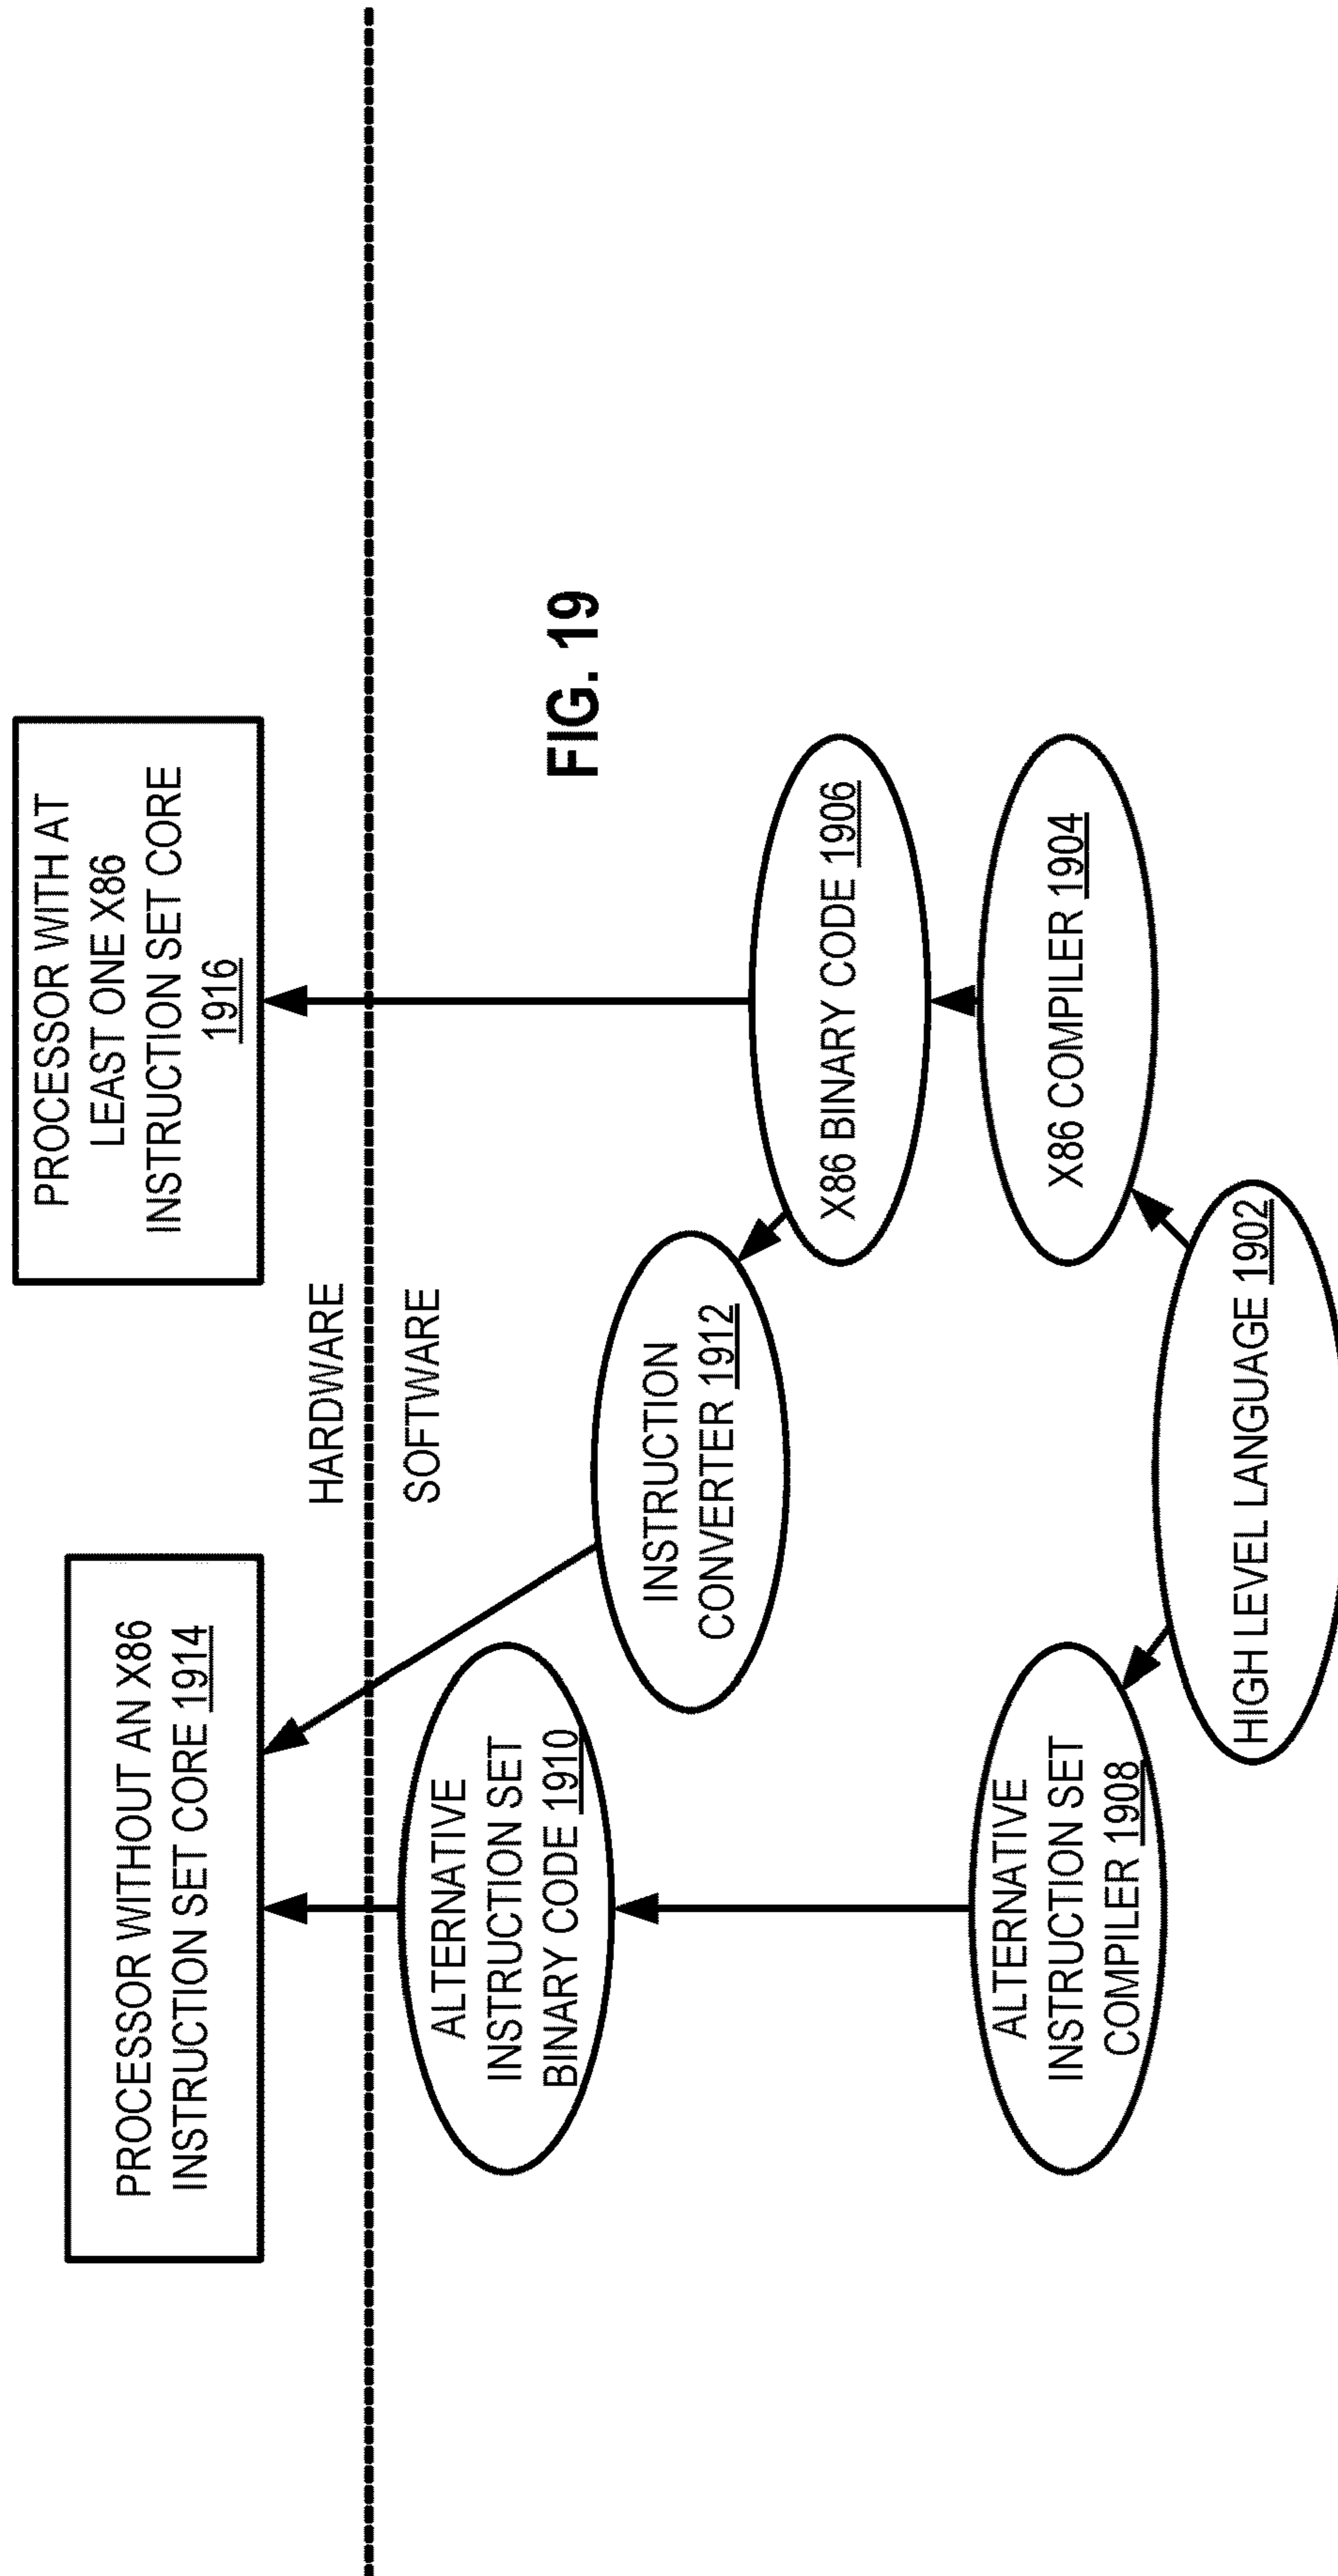 PROCESSOR WITHOUT AN X86
INSTRUCTION SET CORE 1914
PROCESSOR WITH AT
LEAST ONE X86
INSTRUCTION SET CORE
1916
HARDWARE
SOFTWARE
ALTERNATIVE
INSTRUCTION SET
BINARY CODE 1910
INSTRUCTION
CONVERTER 1912
FIG. 19
X86 BINARY CODE 1906
ALTERNATIVE
INSTRUCTION SET
COMPILER 1908
X86 COMPILER 1904
HIGH LEVEL LANGUAGE 1902